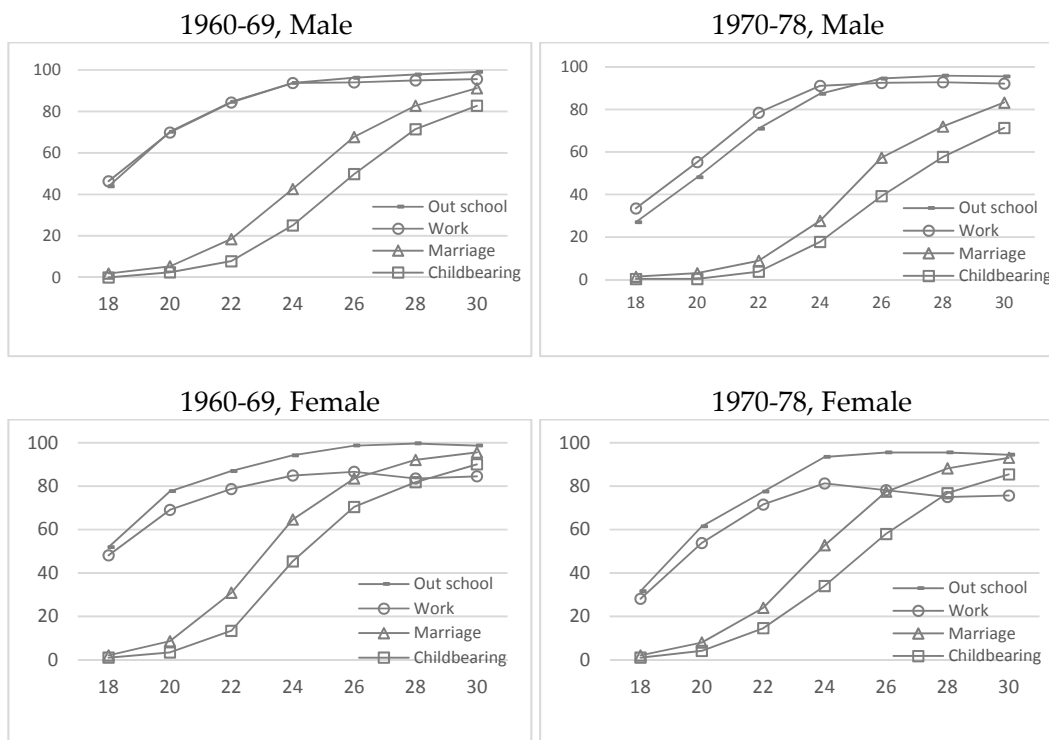 1960-69, Male
100
80
60
40
20
0
18 20 22 24 26 28 30
Out school
Work
Marriage
Childbearing
1970-78, Male
100
80
60
40
20
0
18 20 22 24 26 28 30
Out school
Work
Marriage
Childbearing
1960-69, Female
100
80
60
40
20
0
18 20 22 24 26 28 30
Out school
Work
Marriage
Childbearing
1970-78, Female
100
80
60
40
20
0
18 20 22 24 26 28 30
Out school
Work
Marriage
Childbearing